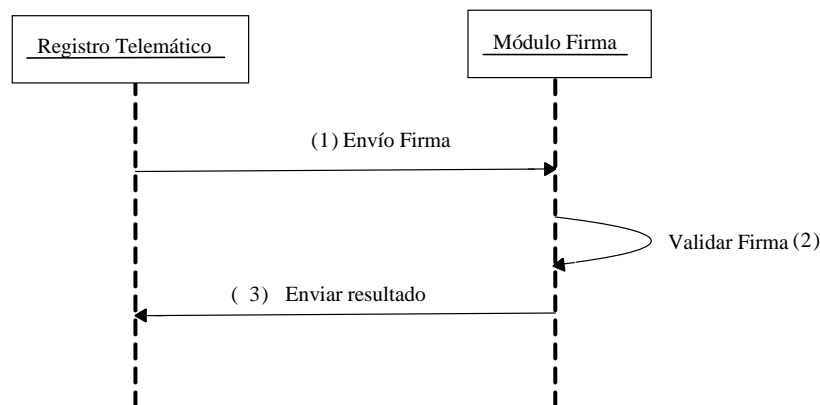 Registro Telemático
Módulo Firma
(1) Envío Firma
Validar Firma (2)
( 3) Enviar resultado